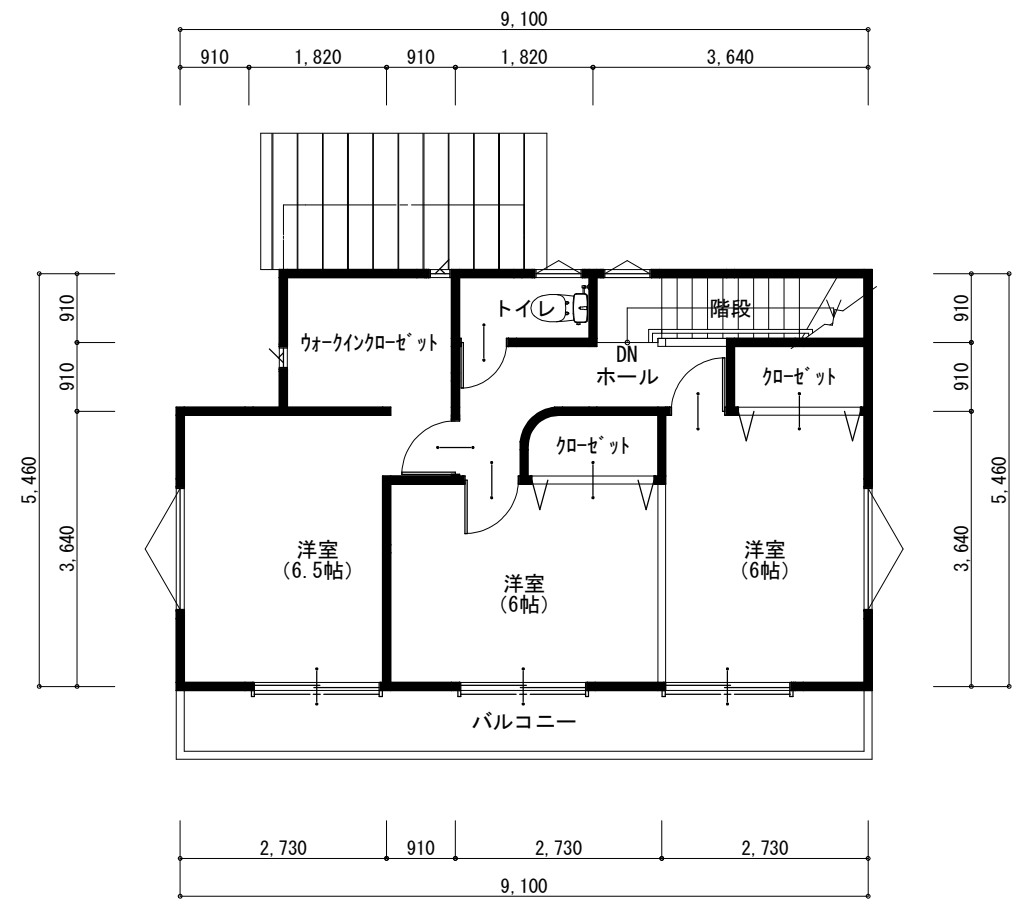 9,100
910
1,820
910
1,820
3,640
910
トイレ
階段
910
ウォークインクローゼット
DN
ホール
クローゼット
910
910
クローゼット
5,460
5,460
3,640
3,640
洋室
(6.5帖)
洋室
(6帖)
洋室
(6帖)
バルコニー
2,730
910
2,730
2,730
9,100